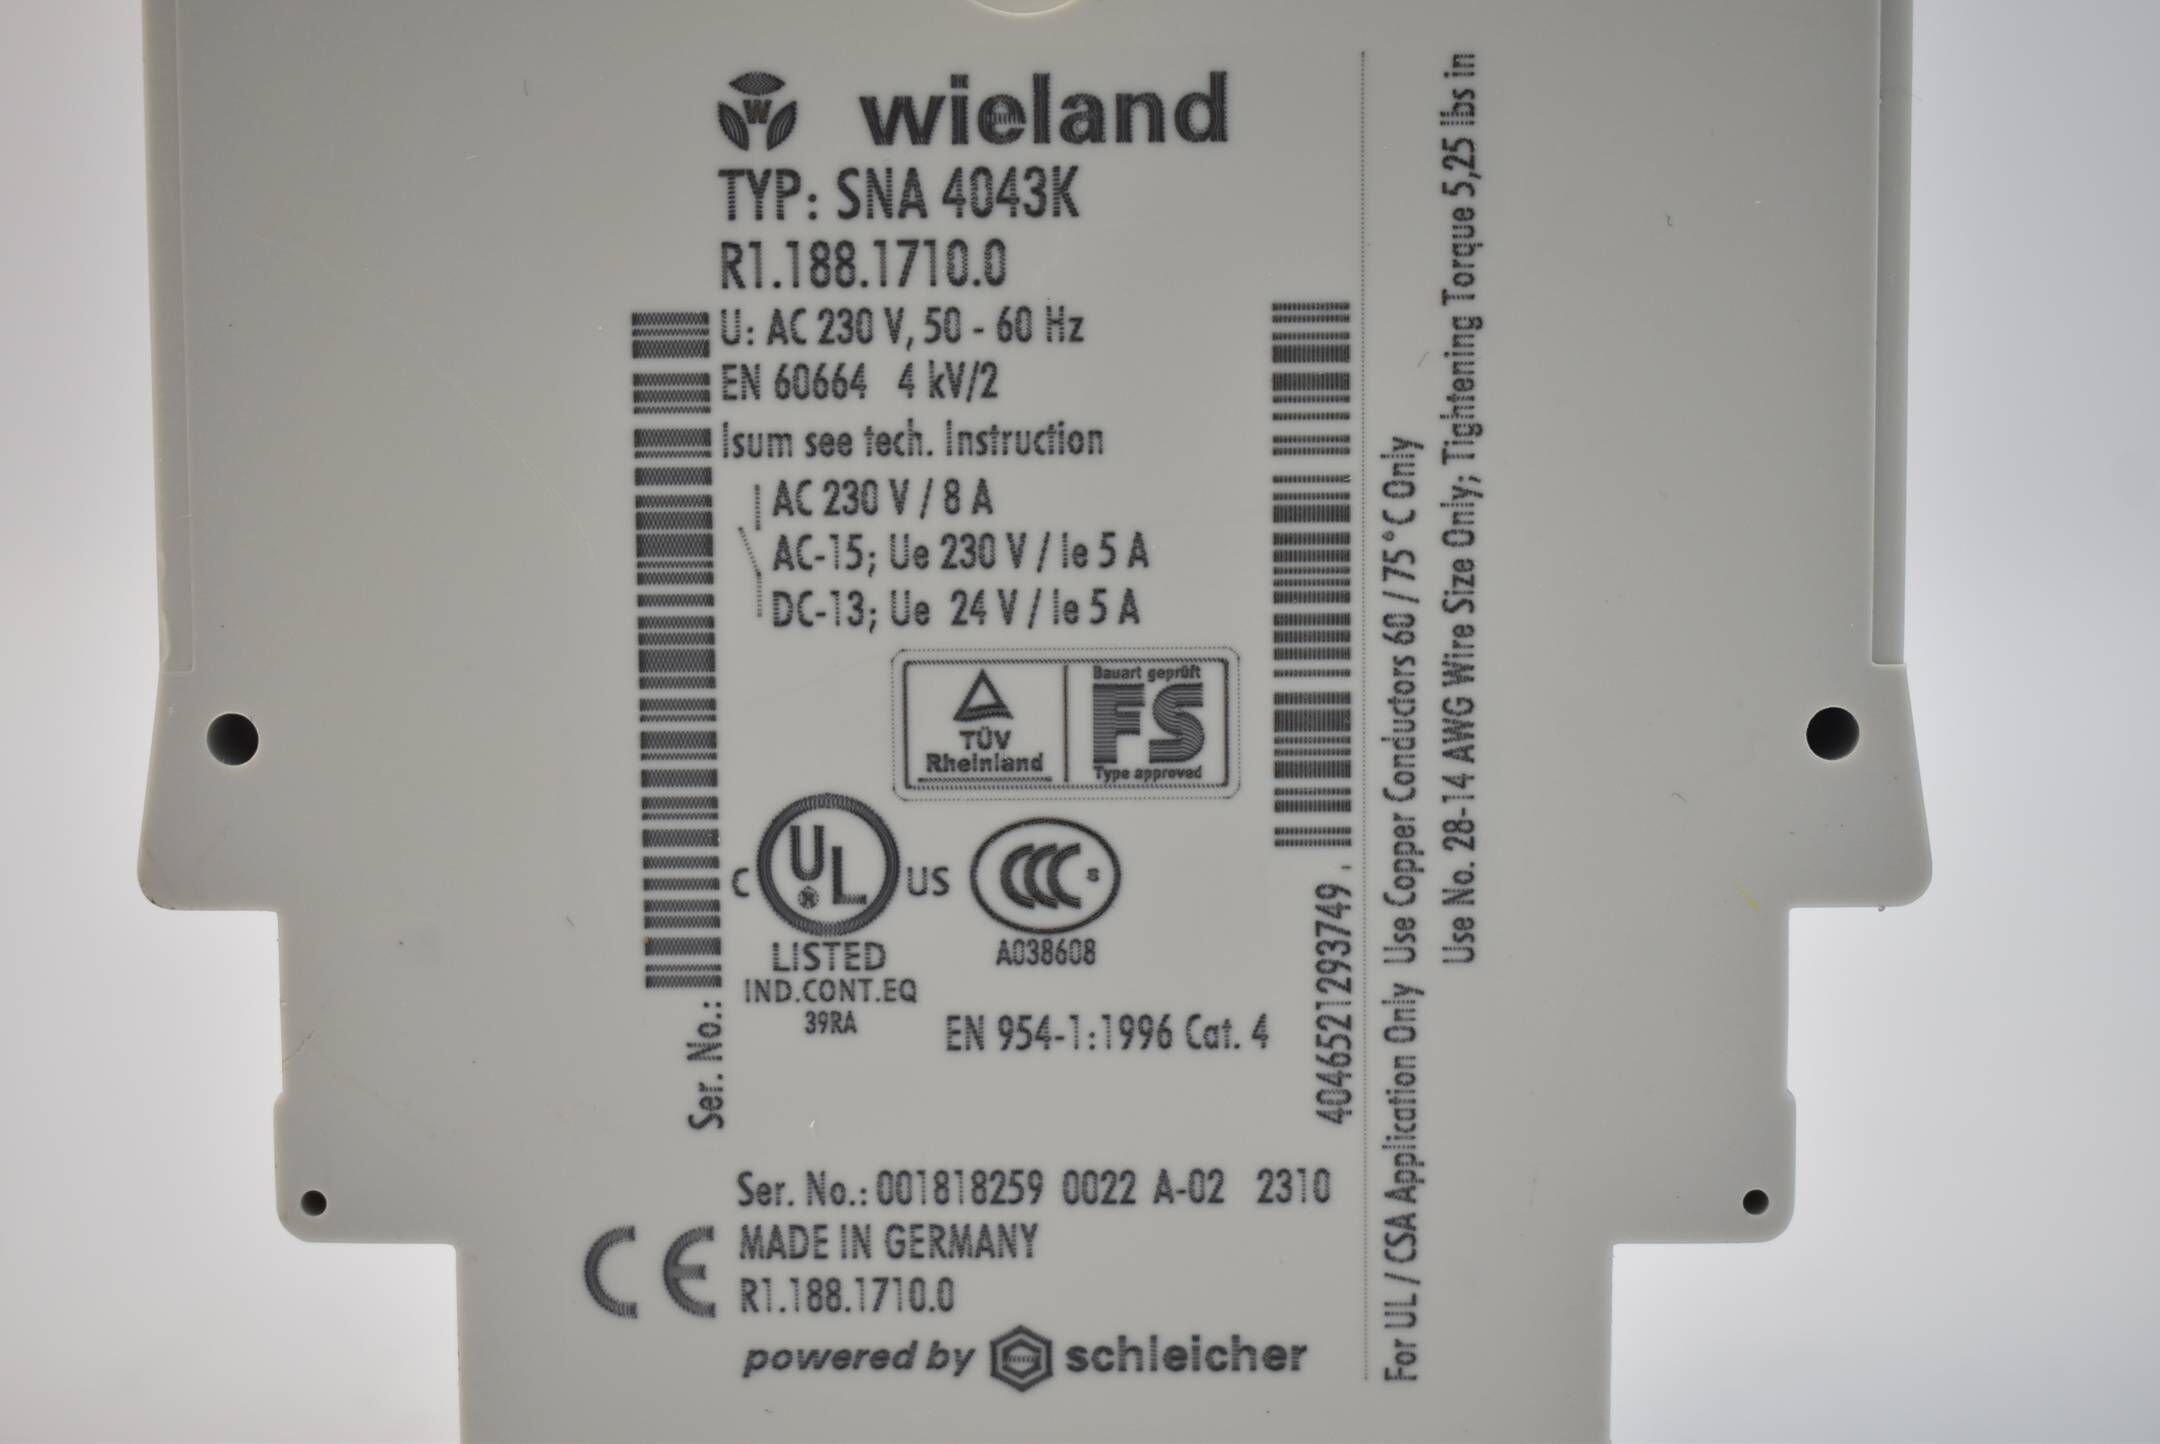 W wieland
TYP: SNA 4043K
R1.188.1710.0
U: AC 230 V, 50 - 60 Hz
EN 60664 4 kV/2
Isum see tech. Instruction
AC 230 V / 8 A
AC-15; Ue 230 V / Ie 5 A
DC-13; Ue 24 V / Ie 5 A
TÜV
Rheinland
Bauart geprüft
FS
Type approved
C UL ® US
LISTED
IND.CONT.EQ
39RA
CCC S
A038608
EN 954-1:1996 Cat. 4
Ser. No.:
4046521293749
Ser. No.: 001818259 0022 A-02 2310
CE
MADE IN GERMANY
R1.188.1710.0
powered by schleicher
For UL / CSA Application Only Use Copper Conductors 60 / 75°C Only
Use No. 28-14 AWG Wire Size Only; Tightening Torque 5,25 lbs in